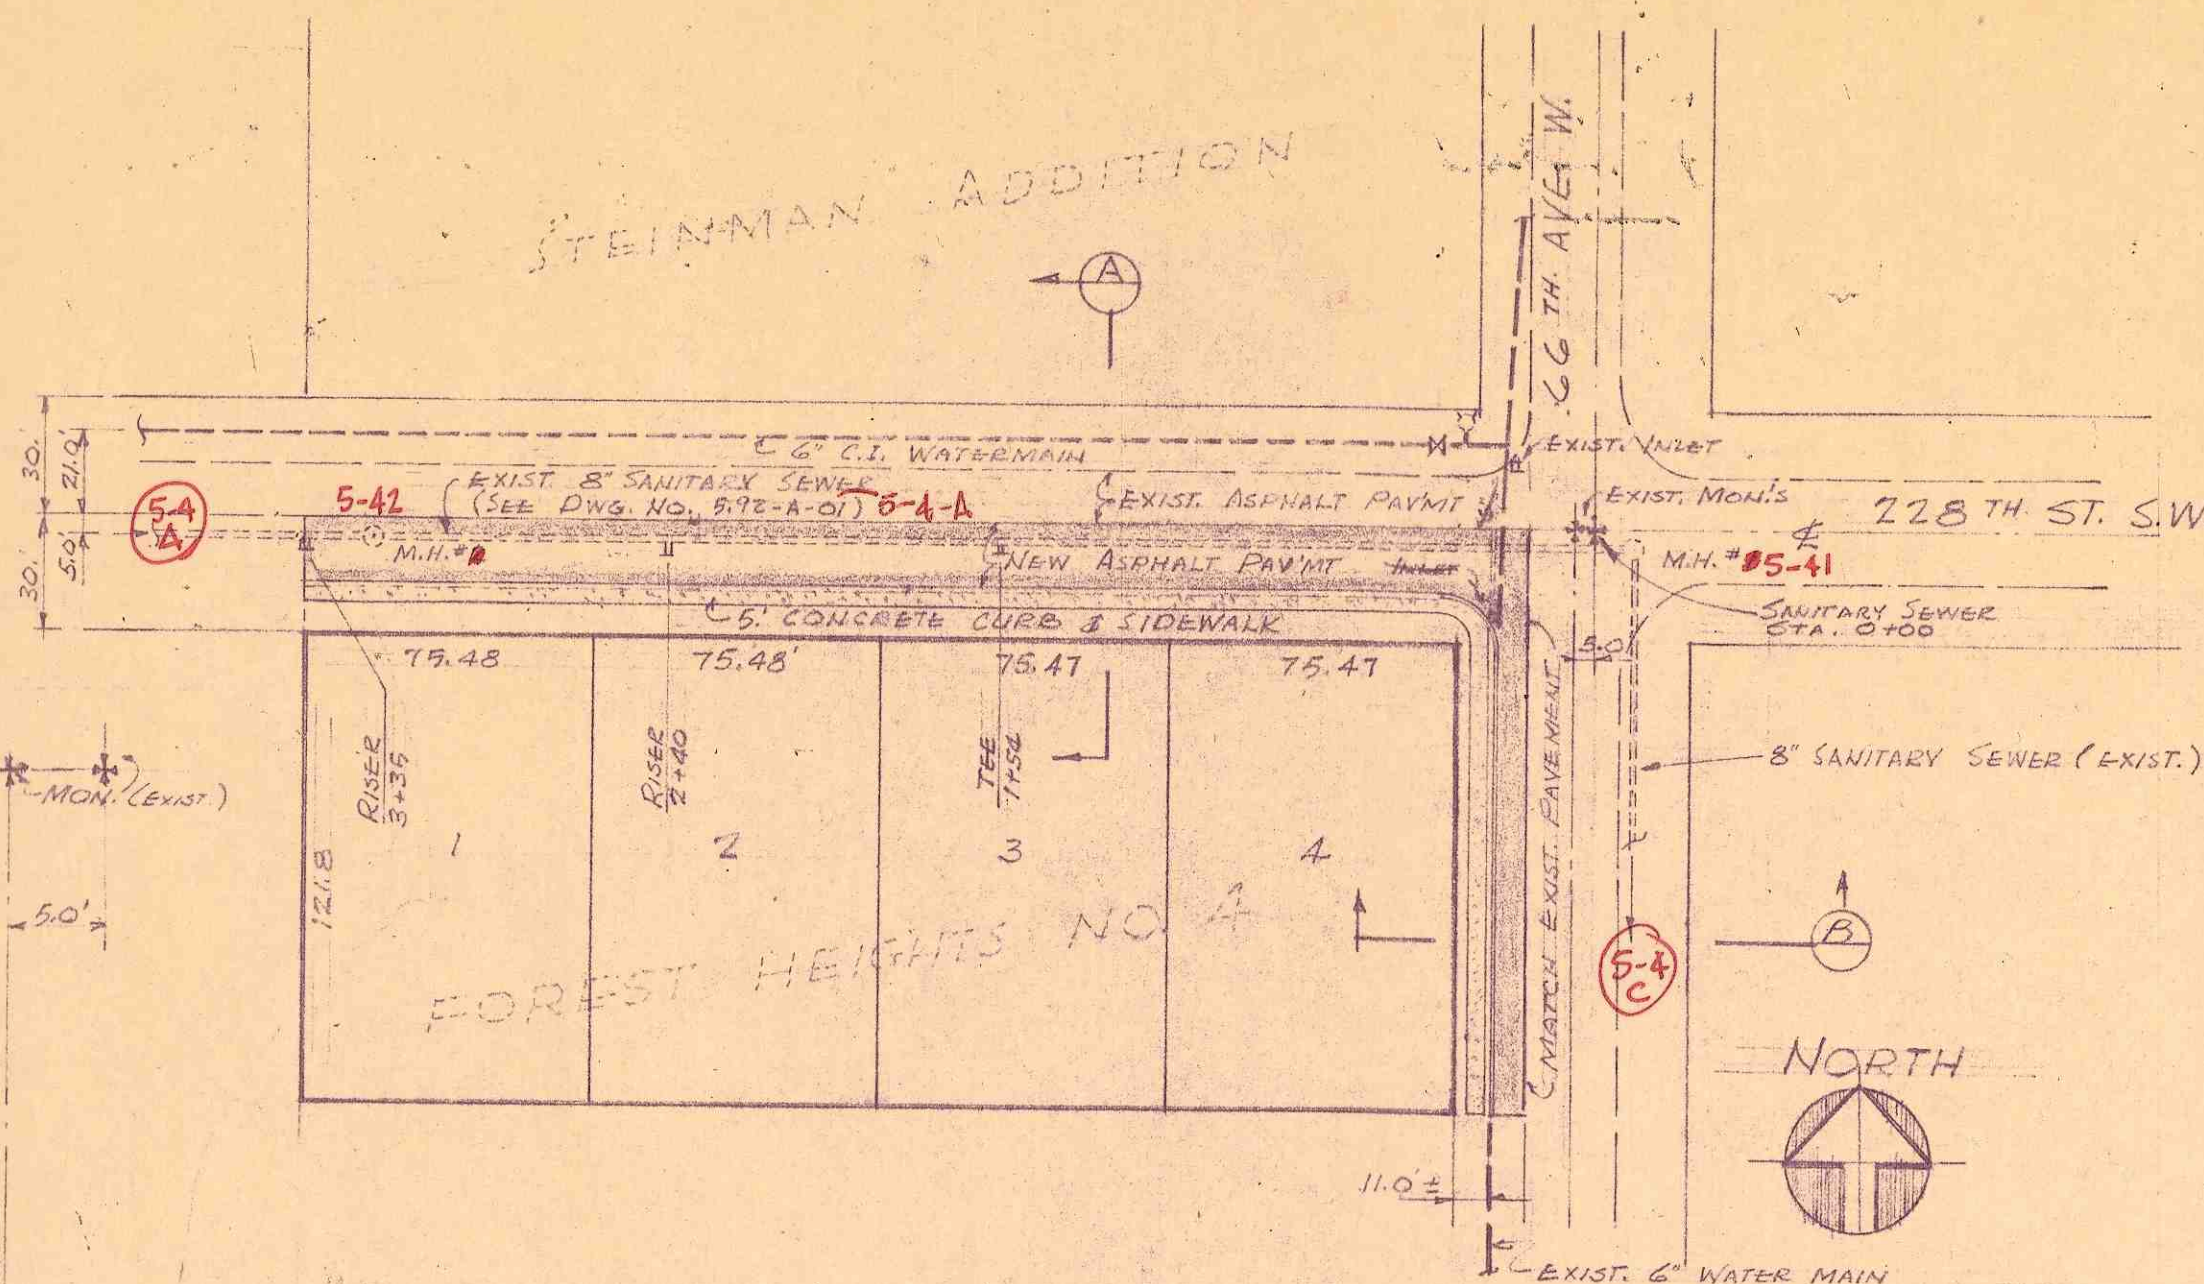 STEINMAN ADDITION
A
66 TH. AVE. W.
30.'
21.0'
30.'
5.0'
6" C.I. WATERMAIN
EXIST. INLET
5-4
A
5-42
EXIST. 8" SANITARY SEWER
(SEE DWG. NO. 5.92-A-01) 5-4-A
EXIST. ASPHALT PAV'MT
EXIST. MON.'S
228 TH. ST. S.W
M.H. #
NEW ASPHALT PAV'MT
INLET
M.H. # 5-41
SANITARY SEWER
STA. 0+00
5.' CONCRETE CURB & SIDEWALK
75.48
75.48'
75.47
75.47
5.0'
RISER
3+35
RISER
2+40
TEE
1+54
MON. (EXIST.)
8" SANITARY SEWER (EXIST.)
1
2
3
4
121.8
5.0'
MATCH EXIST. PAVEMENT
FOREST HEIGHTS NO. 4
B
5-4
C
NORTH
11.0' ±
EXIST. 6" WATER MAIN